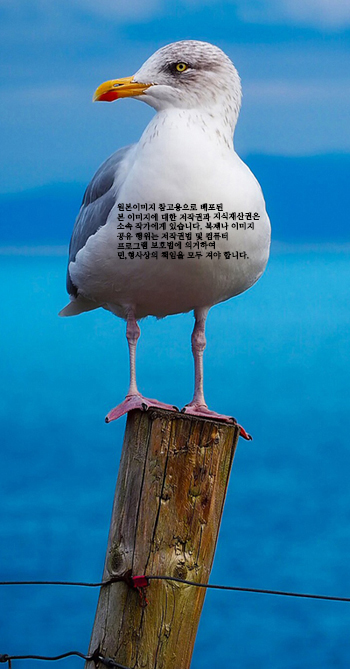 원본이미지 참고용으로 배포된
본 이미지에 대한 저작권과 지식재산권은
소속 작가에게 있습니다. 복제나 이미지
공유 행위는 저작권법 및 컴퓨터
프로그램 보호법에 의거하여
민,형사상의 책임을 모두 져야 합니다.